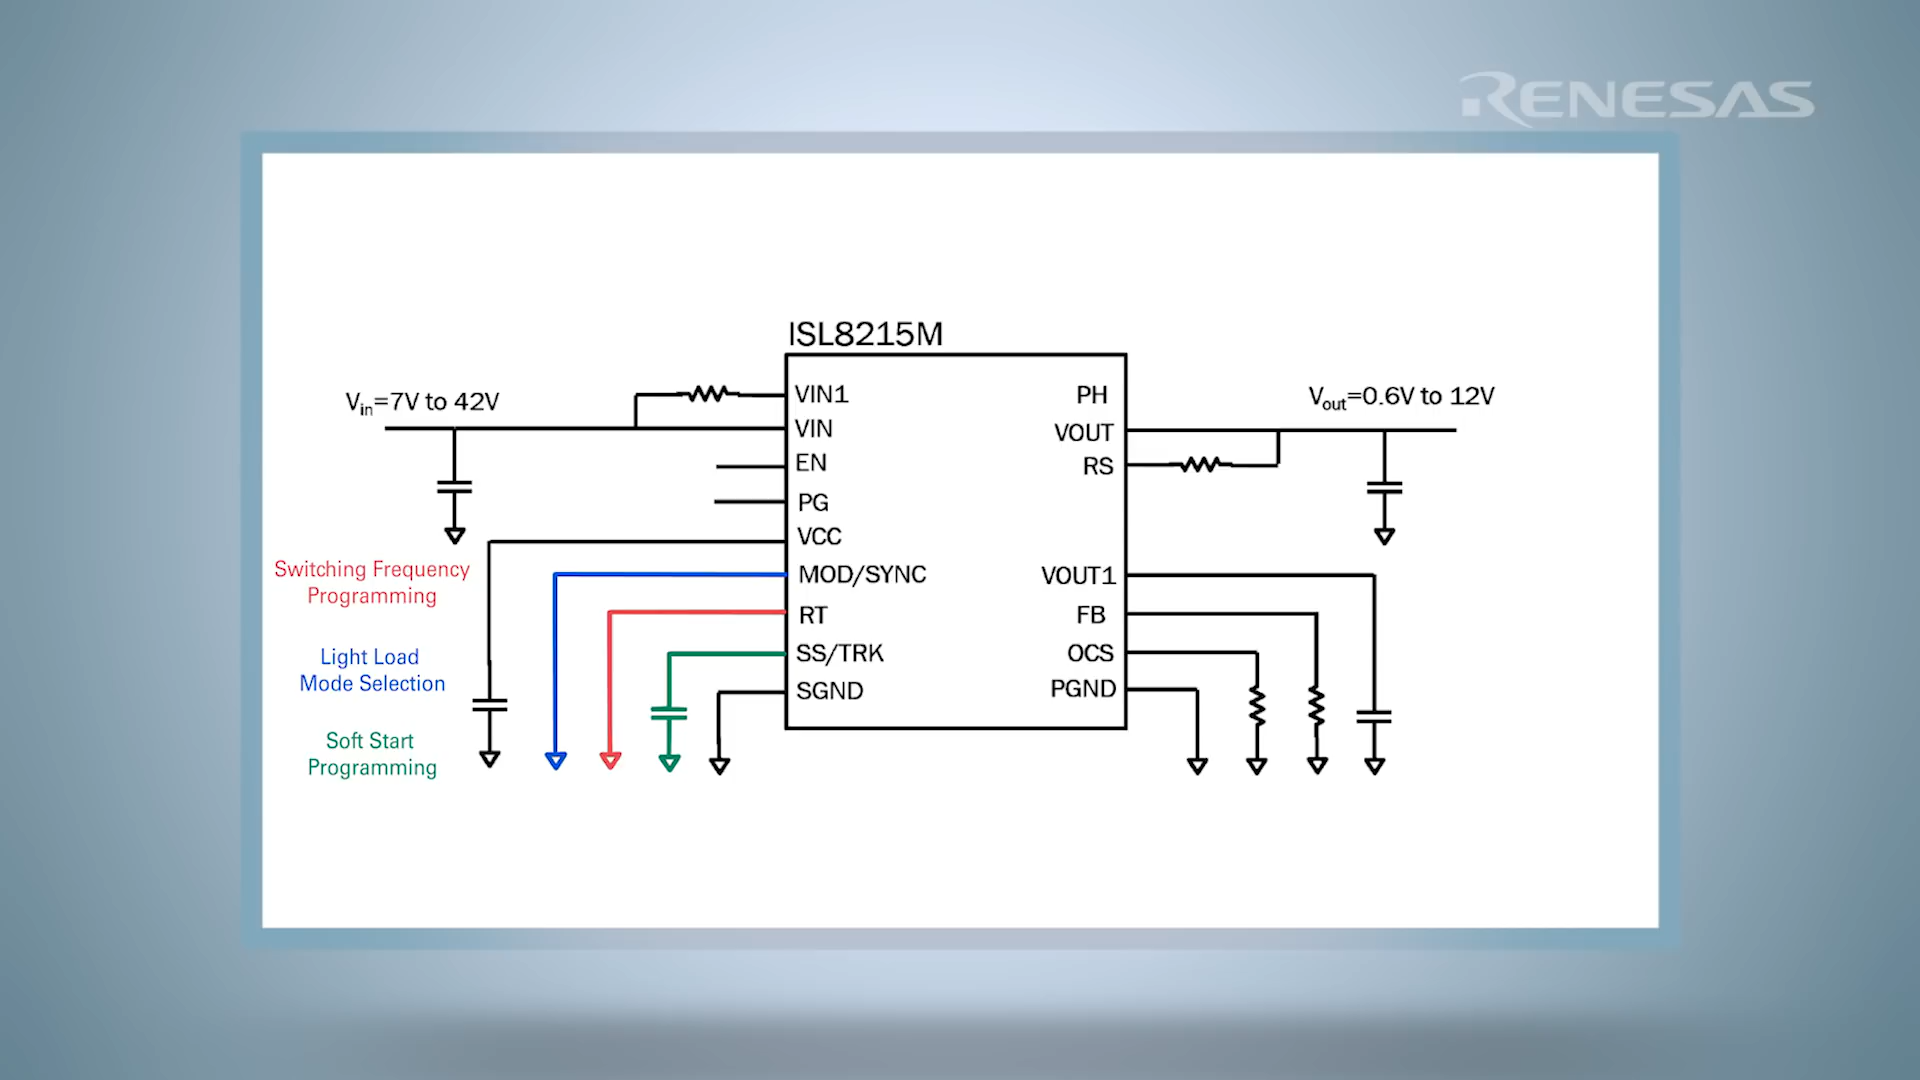 RENESAS
ISL8215M
Vin=7V to 42V
Vout=0.6V to 12V
VIN1
VIN
EN
PG
VCC
MOD/SYNC
RT
SS/TRK
SGND
PH
VOUT
RS
VOUT1
FB
OCS
PGND
Switching Frequency
Programming
Light Load
Mode Selection
Soft Start
Programming